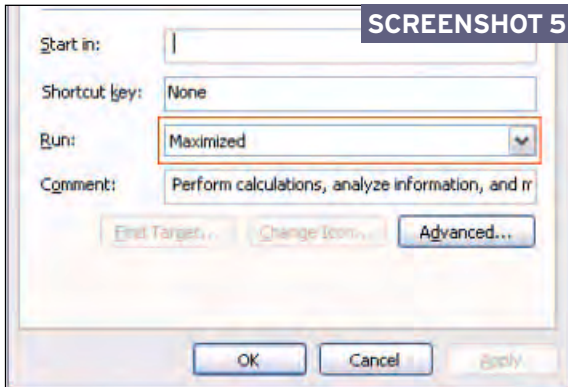 SCREENSHOT 5
Start in:
Shortcut key: None
Run: Maximized
Comment: Perform calculations, analyze information, and m
Find Target... Change Icon... Advanced...
OK Cancel Apply